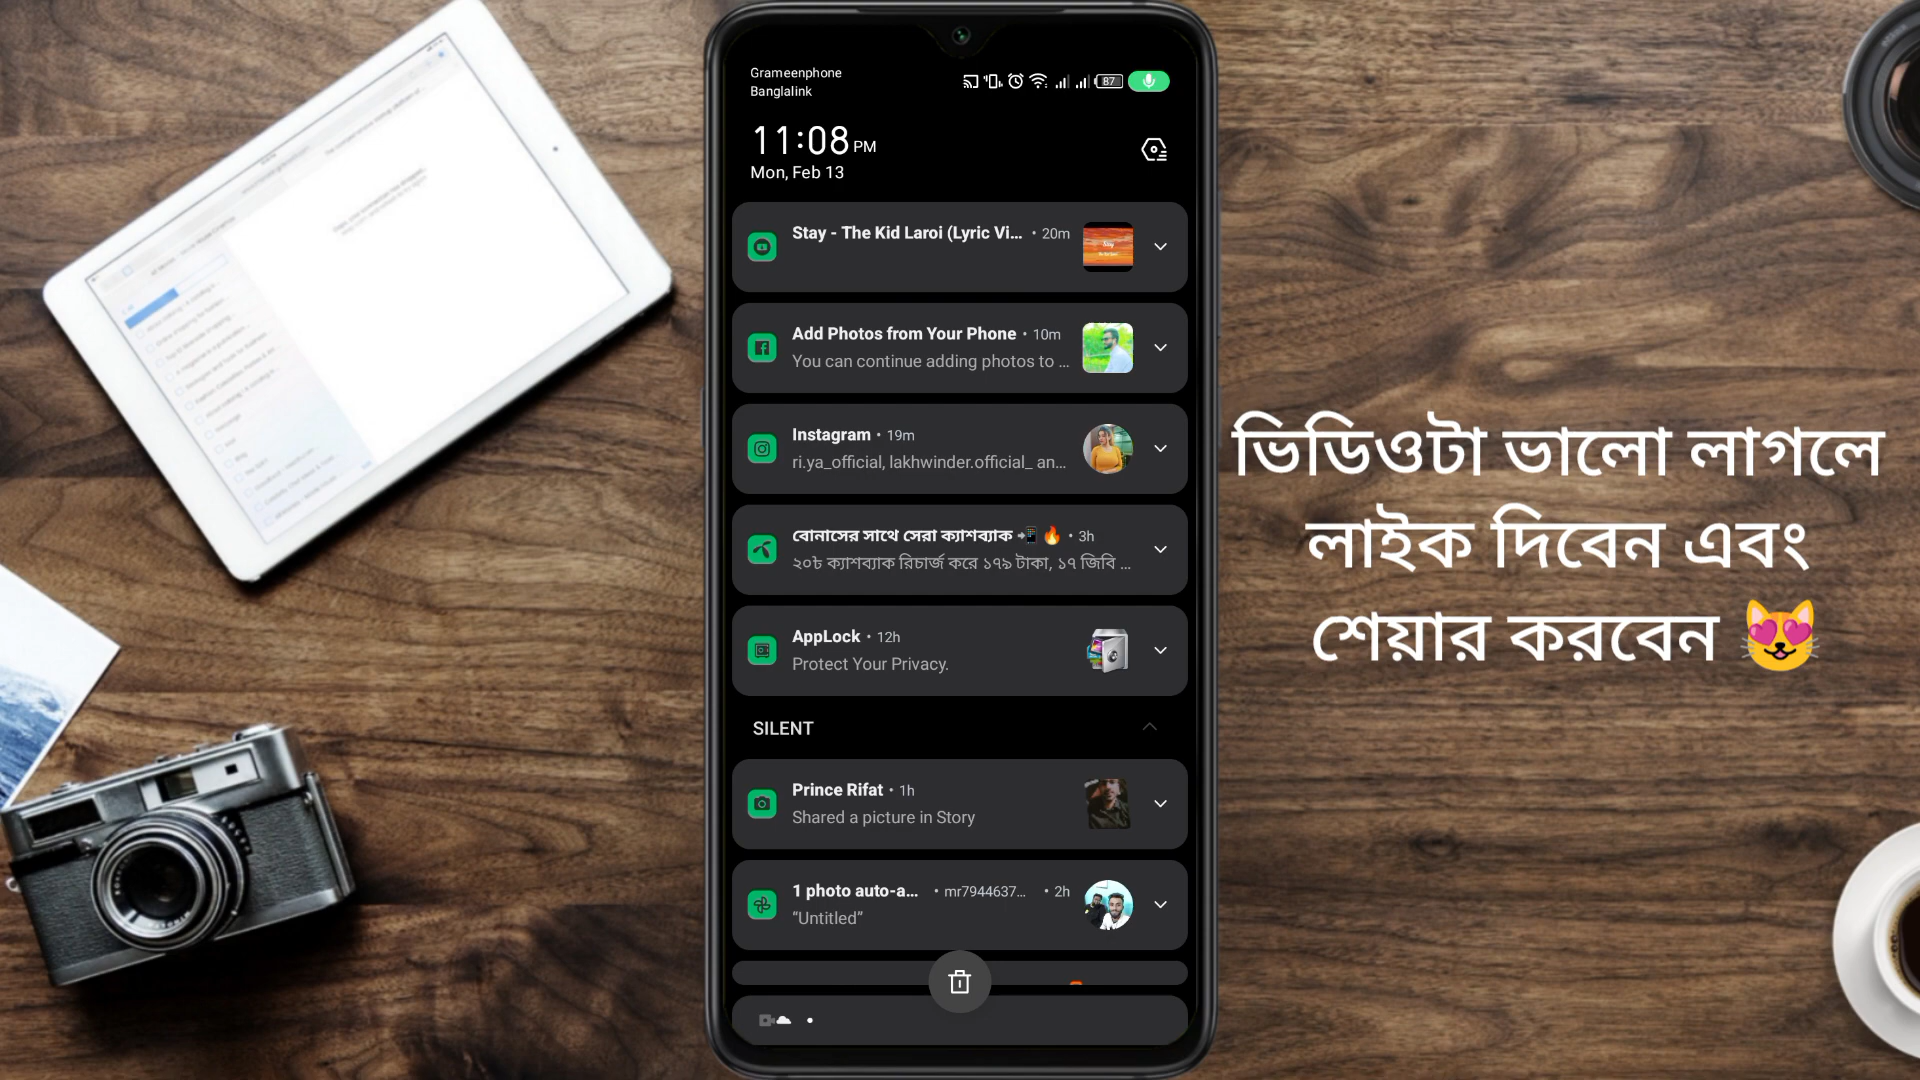 Grameenphone
Banglalink
87
11:08 PM
Mon, Feb 13
Stay - The Kid Laroi (Lyric Vi... • 20m
Add Photos from Your Phone • 10m
You can continue adding photos to ...
Instagram • 19m
ri.ya_official, lakhwinder.official_ an...
বোনাসের সাথে সেরা ক্যাশব্যাক 📲🔥 • 3h
২০৳ ক্যাশব্যাক রিচার্জ করে ১৭৯ টাকা, ১৭ জিবি ...
AppLock • 12h
Protect Your Privacy.
SILENT
Prince Rifat • 1h
Shared a picture in Story
1 photo auto-a... • mr7944637... • 2h
“Untitled”
ভিডিওটা ভালো লাগলে
লাইক দিবেন এবং
শেয়ার করবেন 😻